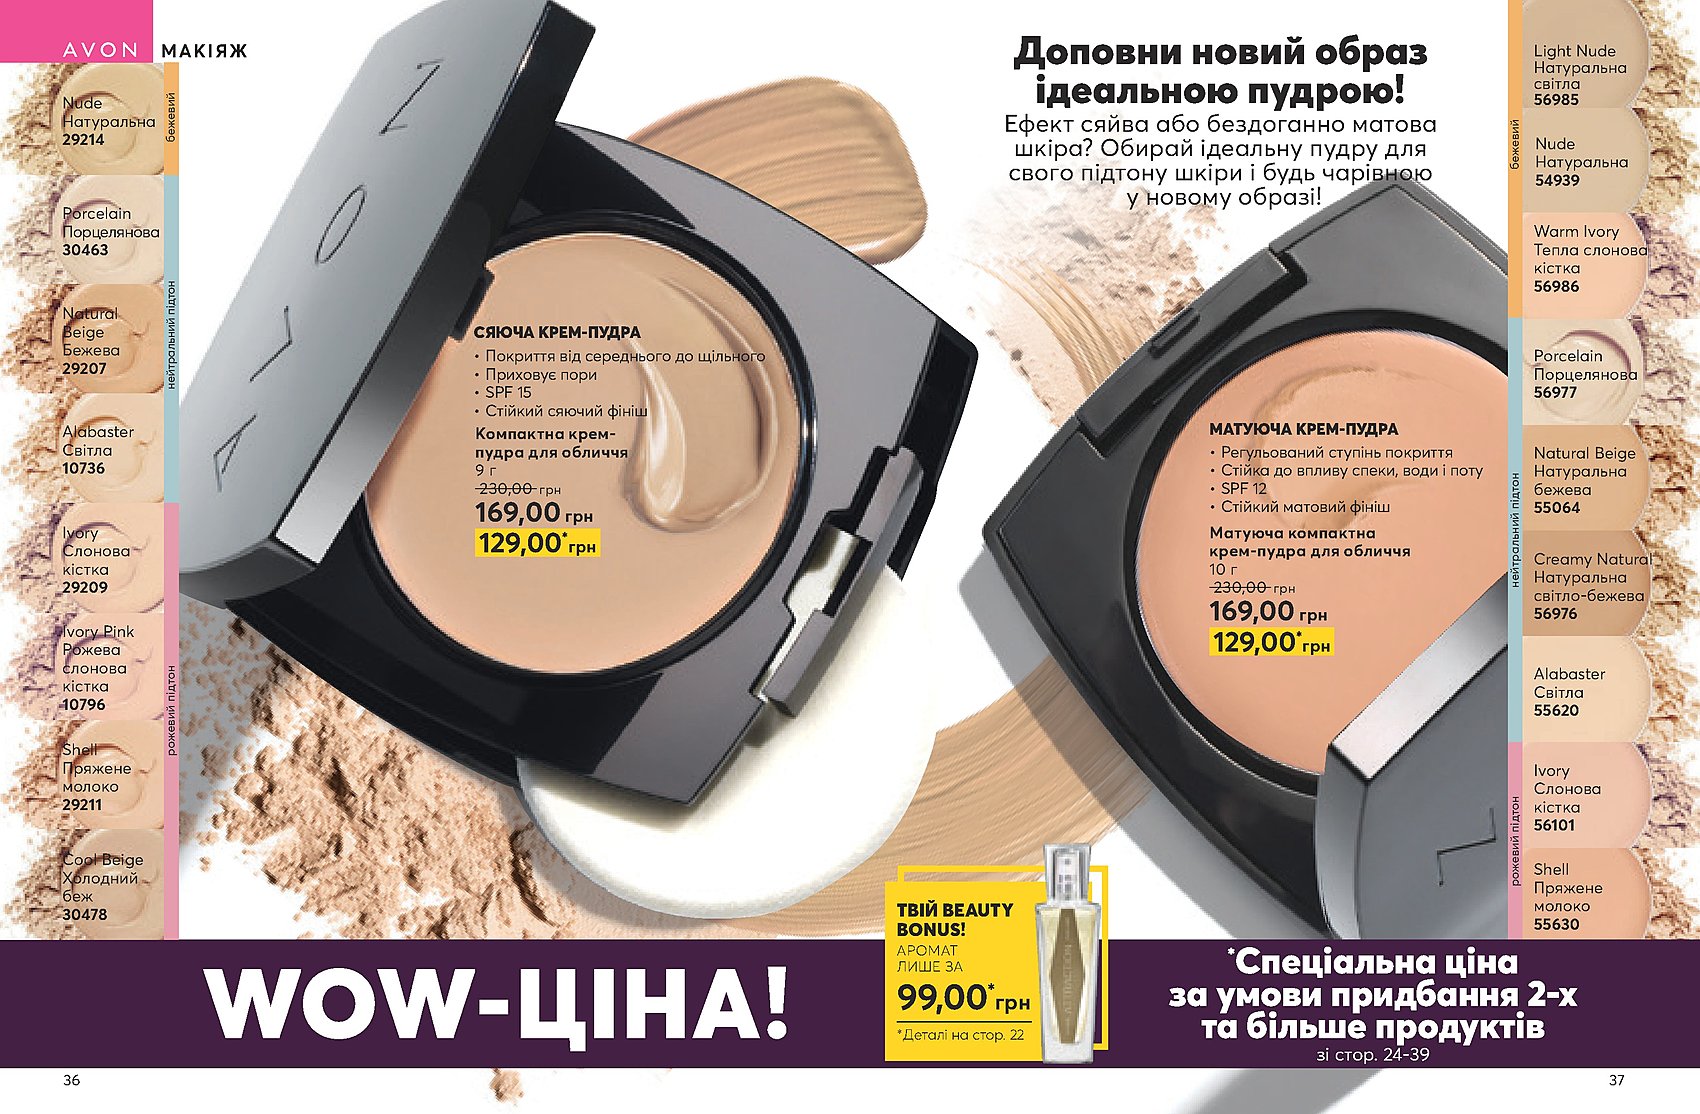 AVON МАКІЯЖ
Nude
Натуральна
29214
Porcelain
Порцелянова
30463
Natural
Beige
Бежева
29207
Alabaster
Світла
10736
Ivory
Слонова
кістка
29209
Ivory Pink
Рожева
слонова
кістка
10796
Shell
Пряжене
молоко
29211
Cool Beige
Холодний
беж
30478
бежевий
нейтральний підтон
рожевий підтон
AVON
СЯЮЧА КРЕМ-ПУДРА
• Покриття від середнього до щільного
• Приховує пори
• SPF 15
• Стійкий сяючий фініш
Компактна крем-
пудра для обличчя
9 г
230,00 грн
169,00 грн
129,00* грн
Доповни новий образ
ідеальною пудрою!
Ефект сяйва або бездоганно матова
шкіра? Обирай ідеальну пудру для
свого підтону шкіри і будь чарівною
у новому образі!
МАТУЮЧА КРЕМ-ПУДРА
• Регульований ступінь покриття
• Стійка до впливу спеки, води і поту
• SPF 12
• Стійкий матовий фініш
Матуюча компактна
крем-пудра для обличчя
10 г
230,00 грн
169,00 грн
129,00* грн
бежевий
нейтральний підтон
рожевий підтон
Light Nude
Натуральна
світла
56985
Nude
Натуральна
54939
Warm Ivory
Тепла слонова
кістка
56986
Porcelain
Порцелянова
56977
Natural Beige
Натуральна
бежева
55064
Creamy Natural
Натуральна
світло-бежева
56976
Alabaster
Світла
55620
Ivory
Слонова
кістка
56101
Shell
Пряжене
молоко
55630
WOW-ЦІНА!
ТВІЙ BEAUTY
BONUS!
АРОМАТ
ЛИШЕ ЗА
99,00* грн
*Деталі на стор. 22
*Спеціальна ціна
за умови придбання 2-х
та більше продуктів
зі стор. 24-39
36
37